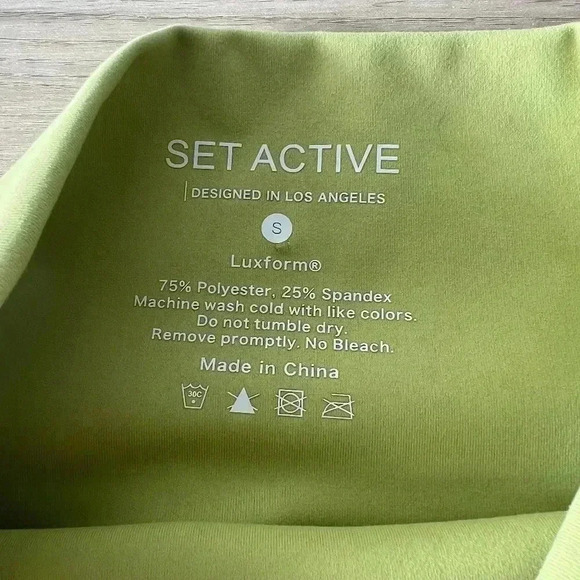 SET ACTIVE
DESIGNED IN LOS ANGELES
S
Luxform®
75% Polyester, 25% Spandex
Machine wash cold with like colors.
Do not tumble dry.
Remove promptly. No Bleach.
Made in China
30C